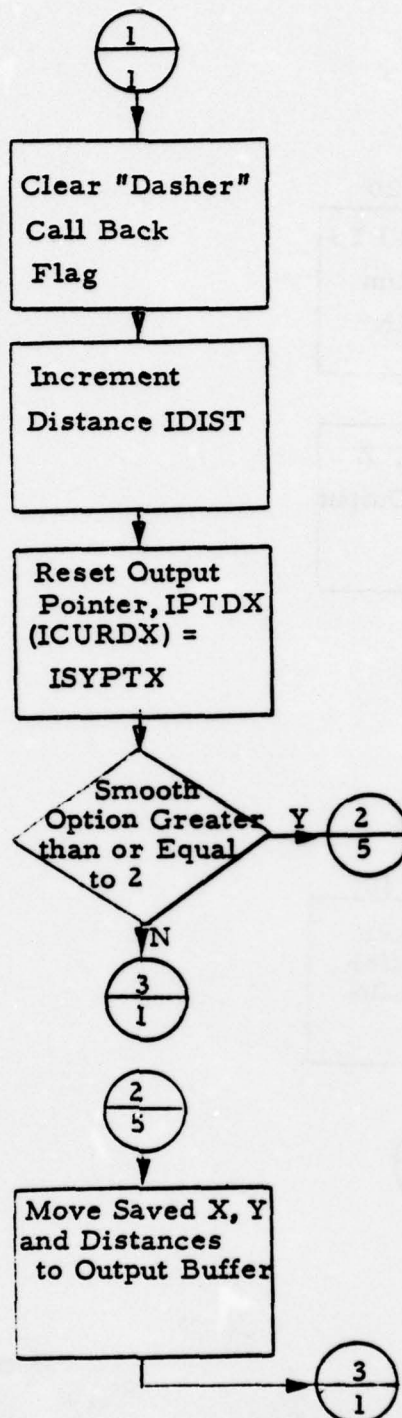 1
1
Clear "Dasher"
Call Back
Flag
Increment
Distance IDIST
Reset Output
Pointer, IPTDX
(ICURDX) =
ISYPTX
Smooth
Option Greater
than or Equal
to 2
Y
2
5
N
3
1
2
5
Move Saved X, Y
and Distances
to Output Buffer
3
1